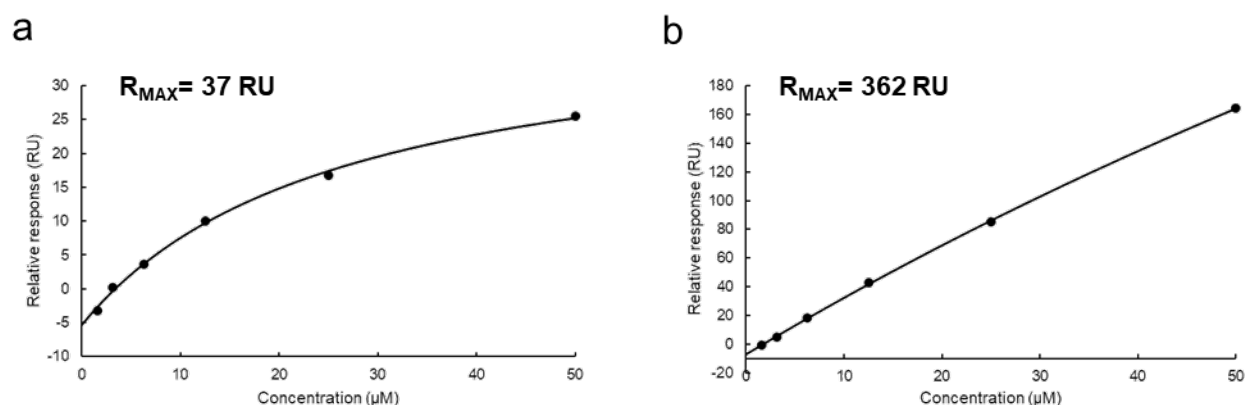 a
R_MAX= 37 RU
30
25
20
15
10
5
0
-5
-10
0 10 20 30 40 50
Relative response (RU)
Concentration (µM)
b
R_MAX= 362 RU
180
160
140
120
100
80
60
40
20
0
-20
0 10 20 30 40 50
Relative response (RU)
Concentration (µM)